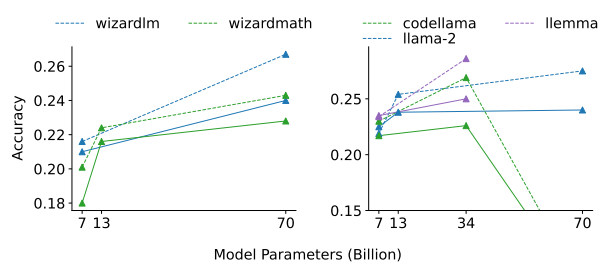 wizardlm
wizardmath
codellama
llemma
llama-2
Accuracy
0.26
0.24
0.22
0.20
0.18
7 13 70
0.25
0.20
0.15
7 13 34 70
Model Parameters (Billion)